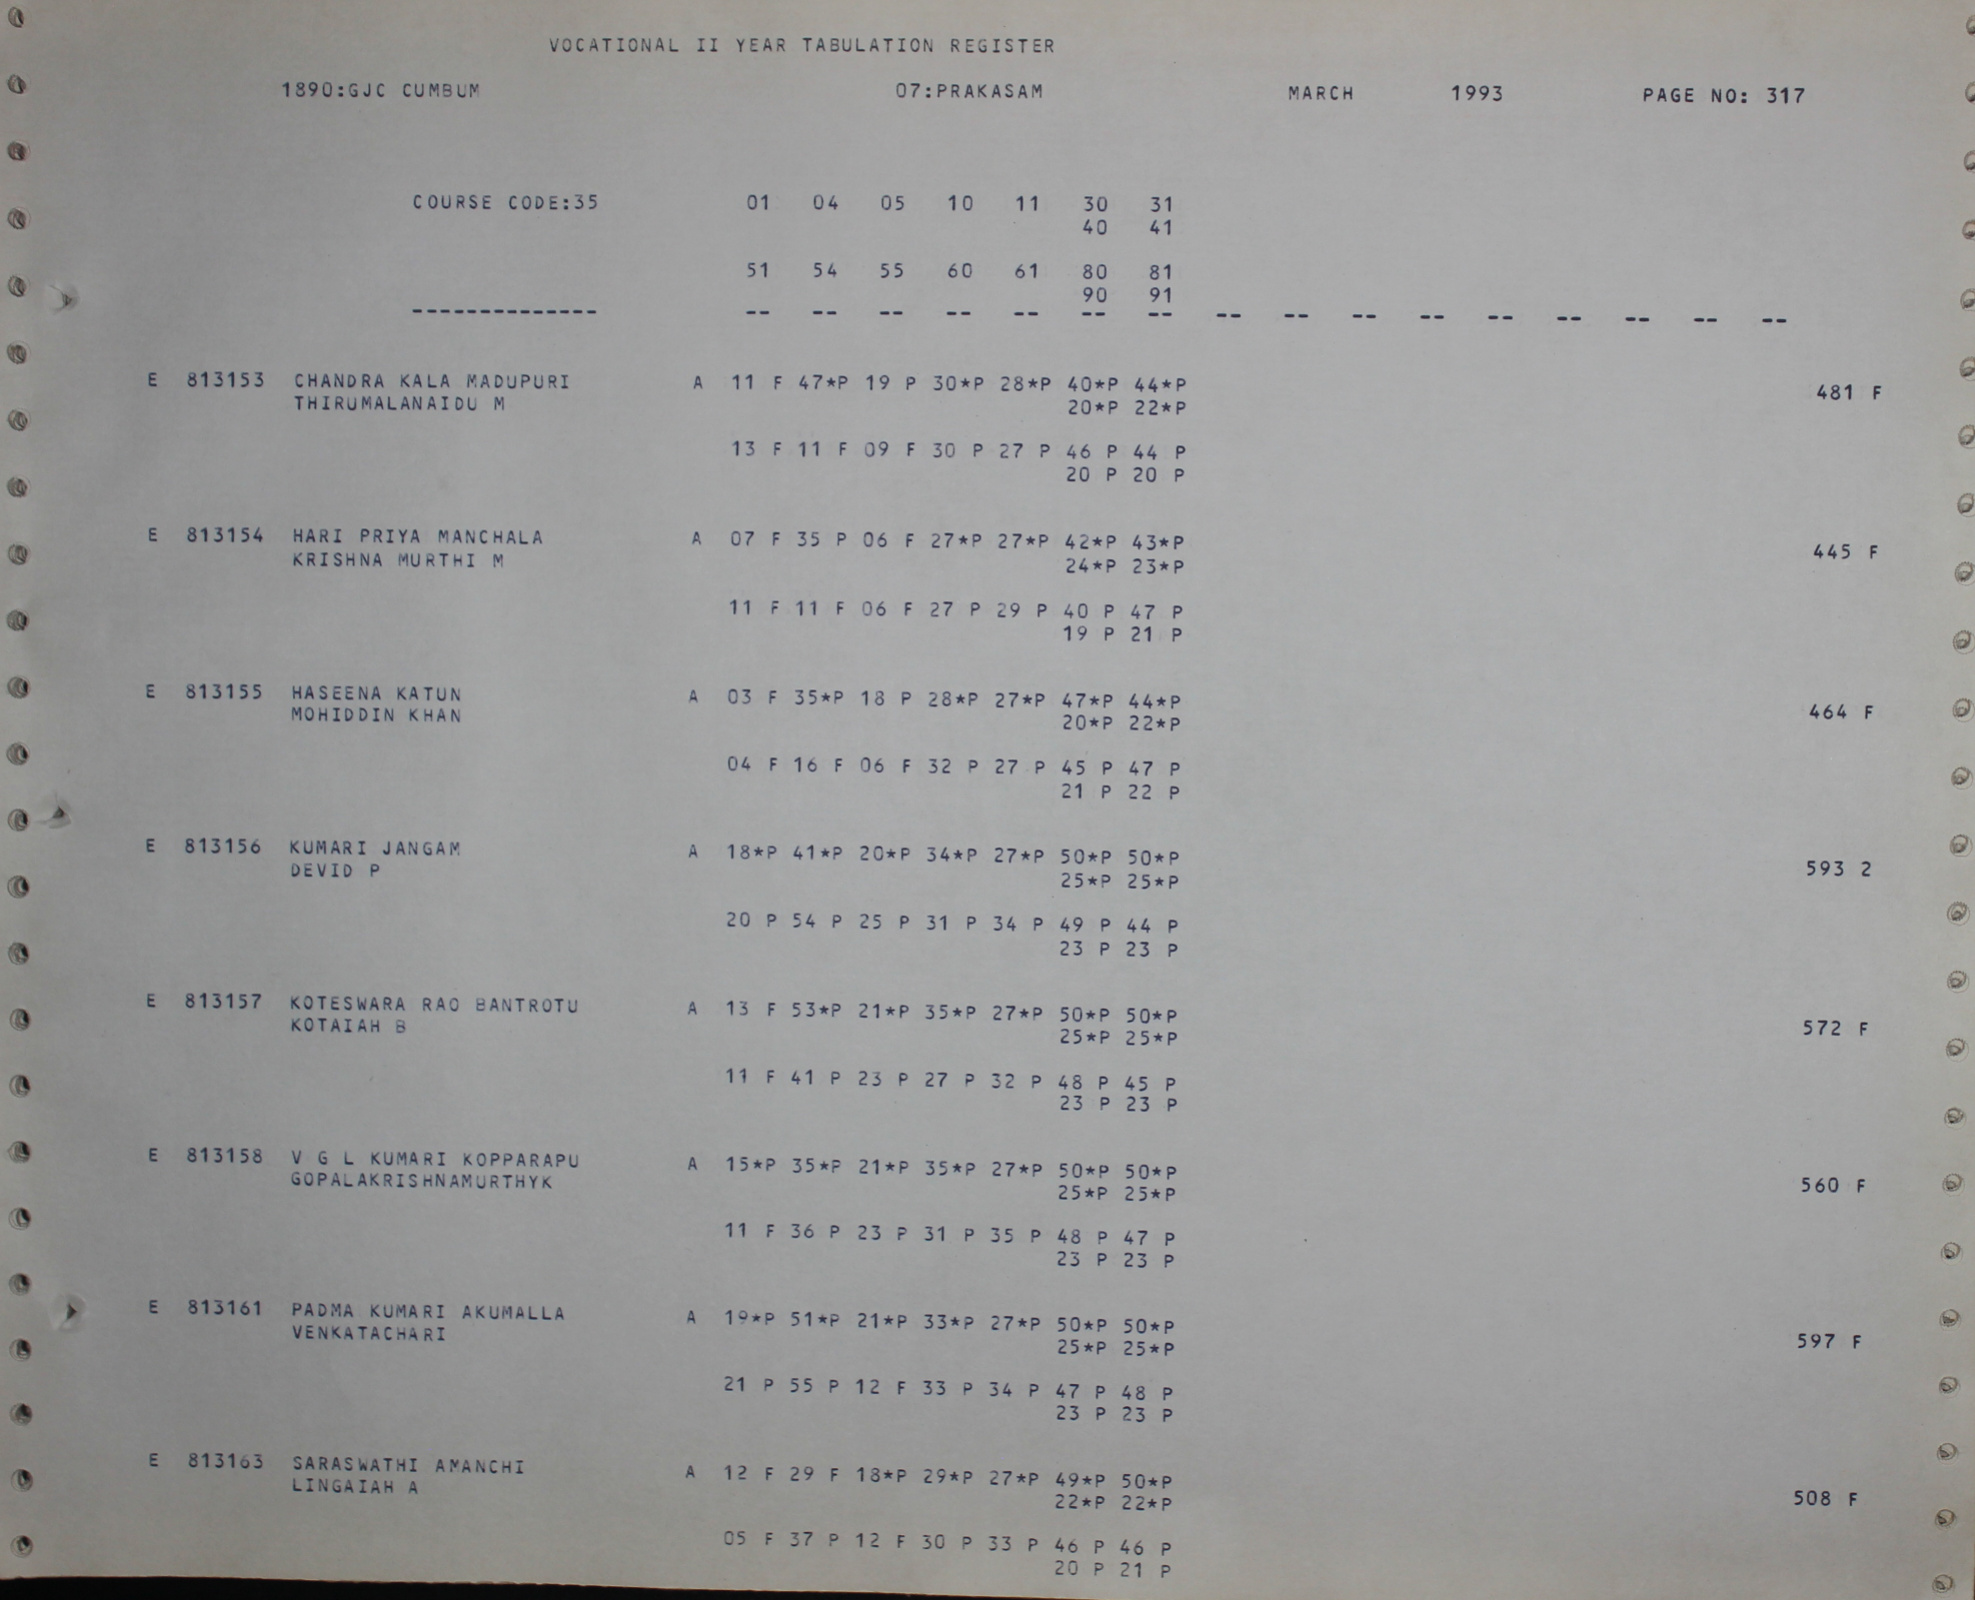 VOCATIONAL II YEAR TABULATION REGISTER
1890:GJC CUMBUM 07:PRAKASAM MARCH 1993 PAGE NO: 317
COURSE CODE:35 01 04 05 10 11 30 31
40 41
51 54 55 60 61 80 81
90 91
-------------- -- -- -- -- -- -- -- -- -- -- -- -- -- -- -- --
E 813153 CHANDRA KALA MADUPURI A 11 F 47*P 19 P 30*P 28*P 40*P 44*P 481 F
THIRUMALANAIDU M 20*P 22*P
13 F 11 F 09 F 30 P 27 P 46 P 44 P
20 P 20 P
E 813154 HARI PRIYA MANCHALA A 07 F 35 P 06 F 27*P 27*P 42*P 43*P 445 F
KRISHNA MURTHI M 24*P 23*P
11 F 11 F 06 F 27 P 29 P 40 P 47 P
19 P 21 P
E 813155 HASEENA KATUN A 03 F 35*P 18 P 28*P 27*P 47*P 44*P 464 F
MOHIDDIN KHAN 20*P 22*P
04 F 16 F 06 F 32 P 27 P 45 P 47 P
21 P 22 P
E 813156 KUMARI JANGAM A 18*P 41*P 20*P 34*P 27*P 50*P 50*P 593 2
DEVID P 25*P 25*P
20 P 54 P 25 P 31 P 34 P 49 P 44 P
23 P 23 P
E 813157 KOTESWARA RAO BANTROTU A 13 F 53*P 21*P 35*P 27*P 50*P 50*P 572 F
KOTAIAH B 25*P 25*P
11 F 41 P 23 P 27 P 32 P 48 P 45 P
23 P 23 P
E 813158 V G L KUMARI KOPPARAPU A 15*P 35*P 21*P 35*P 27*P 50*P 50*P 560 F
GOPALAKRISHNAMURTHYK 25*P 25*P
11 F 36 P 23 P 31 P 35 P 48 P 47 P
23 P 23 P
E 813161 PADMA KUMARI AKUMALLA A 19*P 51*P 21*P 33*P 27*P 50*P 50*P 597 F
VENKATACHARI 25*P 25*P
21 P 55 P 12 F 33 P 34 P 47 P 48 P
23 P 23 P
E 813163 SARASWATHI AMANCHI A 12 F 29 F 18*P 29*P 27*P 49*P 50*P 508 F
LINGAIAH A 22*P 22*P
05 F 37 P 12 F 30 P 33 P 46 P 46 P
20 P 21 P